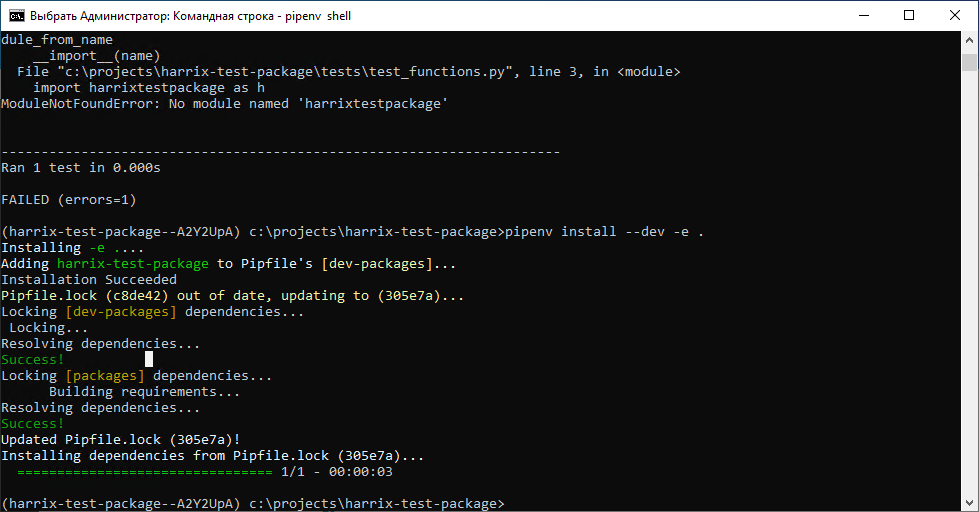 Выбрать Администратор: Командная строка - pipenv  shell
dule_from_name
    __import__(name)
  File "c:\projects\harrix-test-package\tests\test_functions.py", line 3, in <module>
    import harrixtestpackage as h
ModuleNotFoundError: No module named 'harrixtestpackage'
----------------------------------------------------------------------
Ran 1 test in 0.000s
FAILED (errors=1)
(harrix-test-package--A2Y2UpA) c:\projects\harrix-test-package>pipenv install --dev -e .
Installing -e ....
Adding harrix-test-package to Pipfile's [dev-packages]...
Installation Succeeded
Pipfile.lock (c8de42) out of date, updating to (305e7a)...
Locking [dev-packages] dependencies...
 Locking...
Resolving dependencies...
Success!
Locking [packages] dependencies...
      Building requirements...
Resolving dependencies...
Success!
Updated Pipfile.lock (305e7a)!
Installing dependencies from Pipfile.lock (305e7a)...
  ================================ 1/1 - 00:00:03
(harrix-test-package--A2Y2UpA) c:\projects\harrix-test-package>